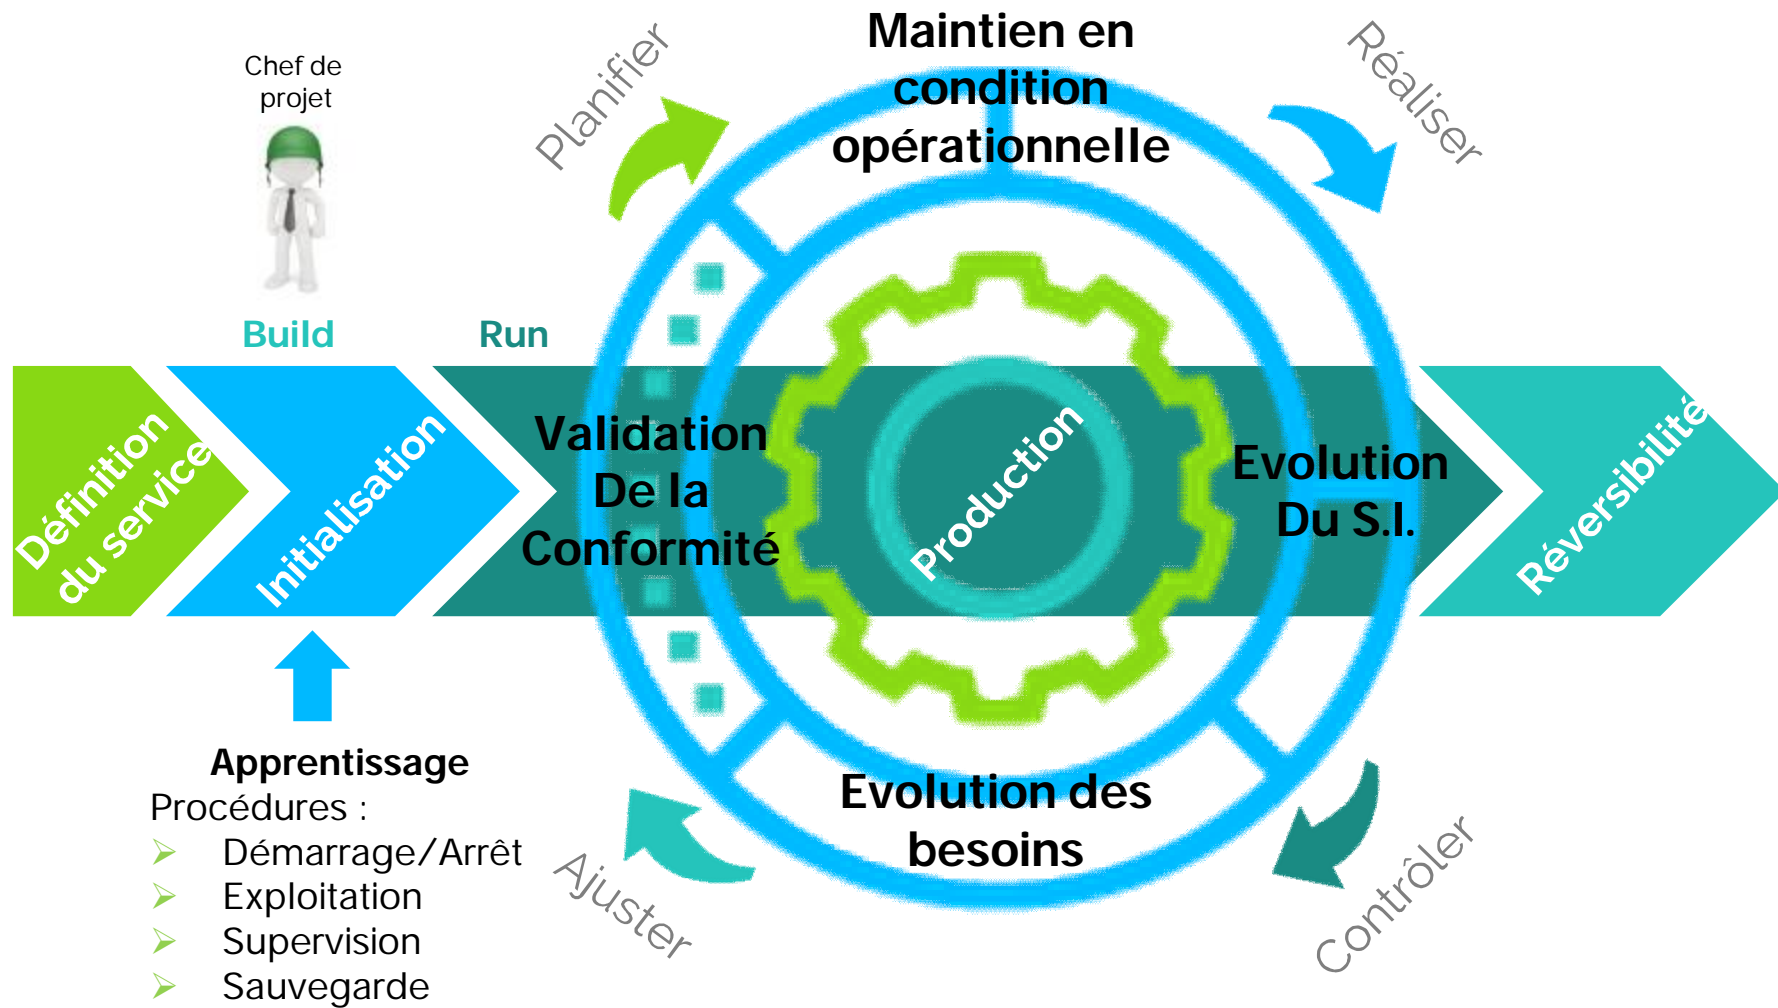 Chef de
projet
Planifier
Maintien en
condition
opérationnelle
Réaliser
Build
Run
Définition
du service
Initialisation
Validation
De la
Conformité
Production
Evolution
Du S.I.
Réversibilité
Apprentissage
Procédures :
Démarrage/Arrêt
Exploitation
Supervision
Sauvegarde
Ajuster
Evolution des
besoins
Contrôler